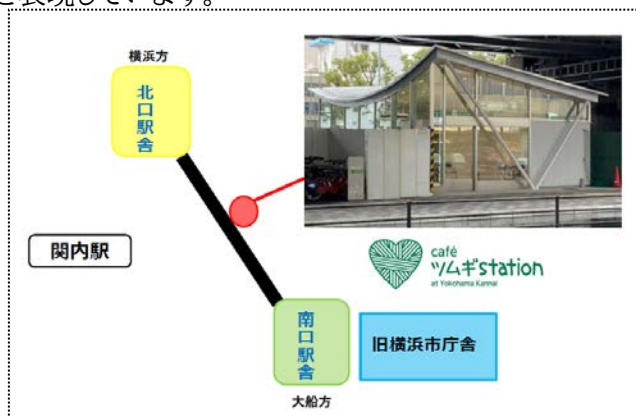 と表現しています。
横浜方
北口駅舎
関内駅
café
ツムギstation
at Yokohama Kannai
南口駅舎
旧横浜市庁舎
大船方